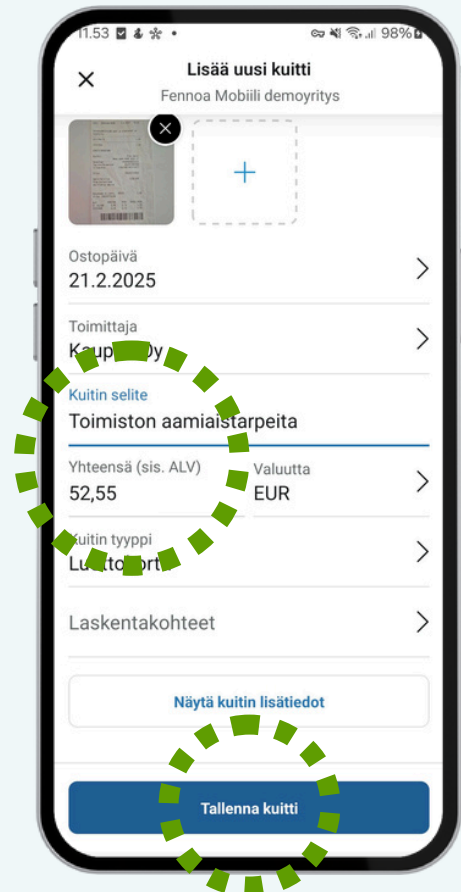 11.53 98%
Lisää uusi kuitti
Fennoa Mobiili demoyritys
Ostopäivä
21.2.2025
Toimittaja
Oy
Kuitin selite
Toimiston aamiaistarpeita
Yhteensä (sis. ALV) Valuutta
52,55 EUR
Kuitin tyyppi
Laskentakohteet
Näytä kuitin lisätiedot
Tallenna kuitti